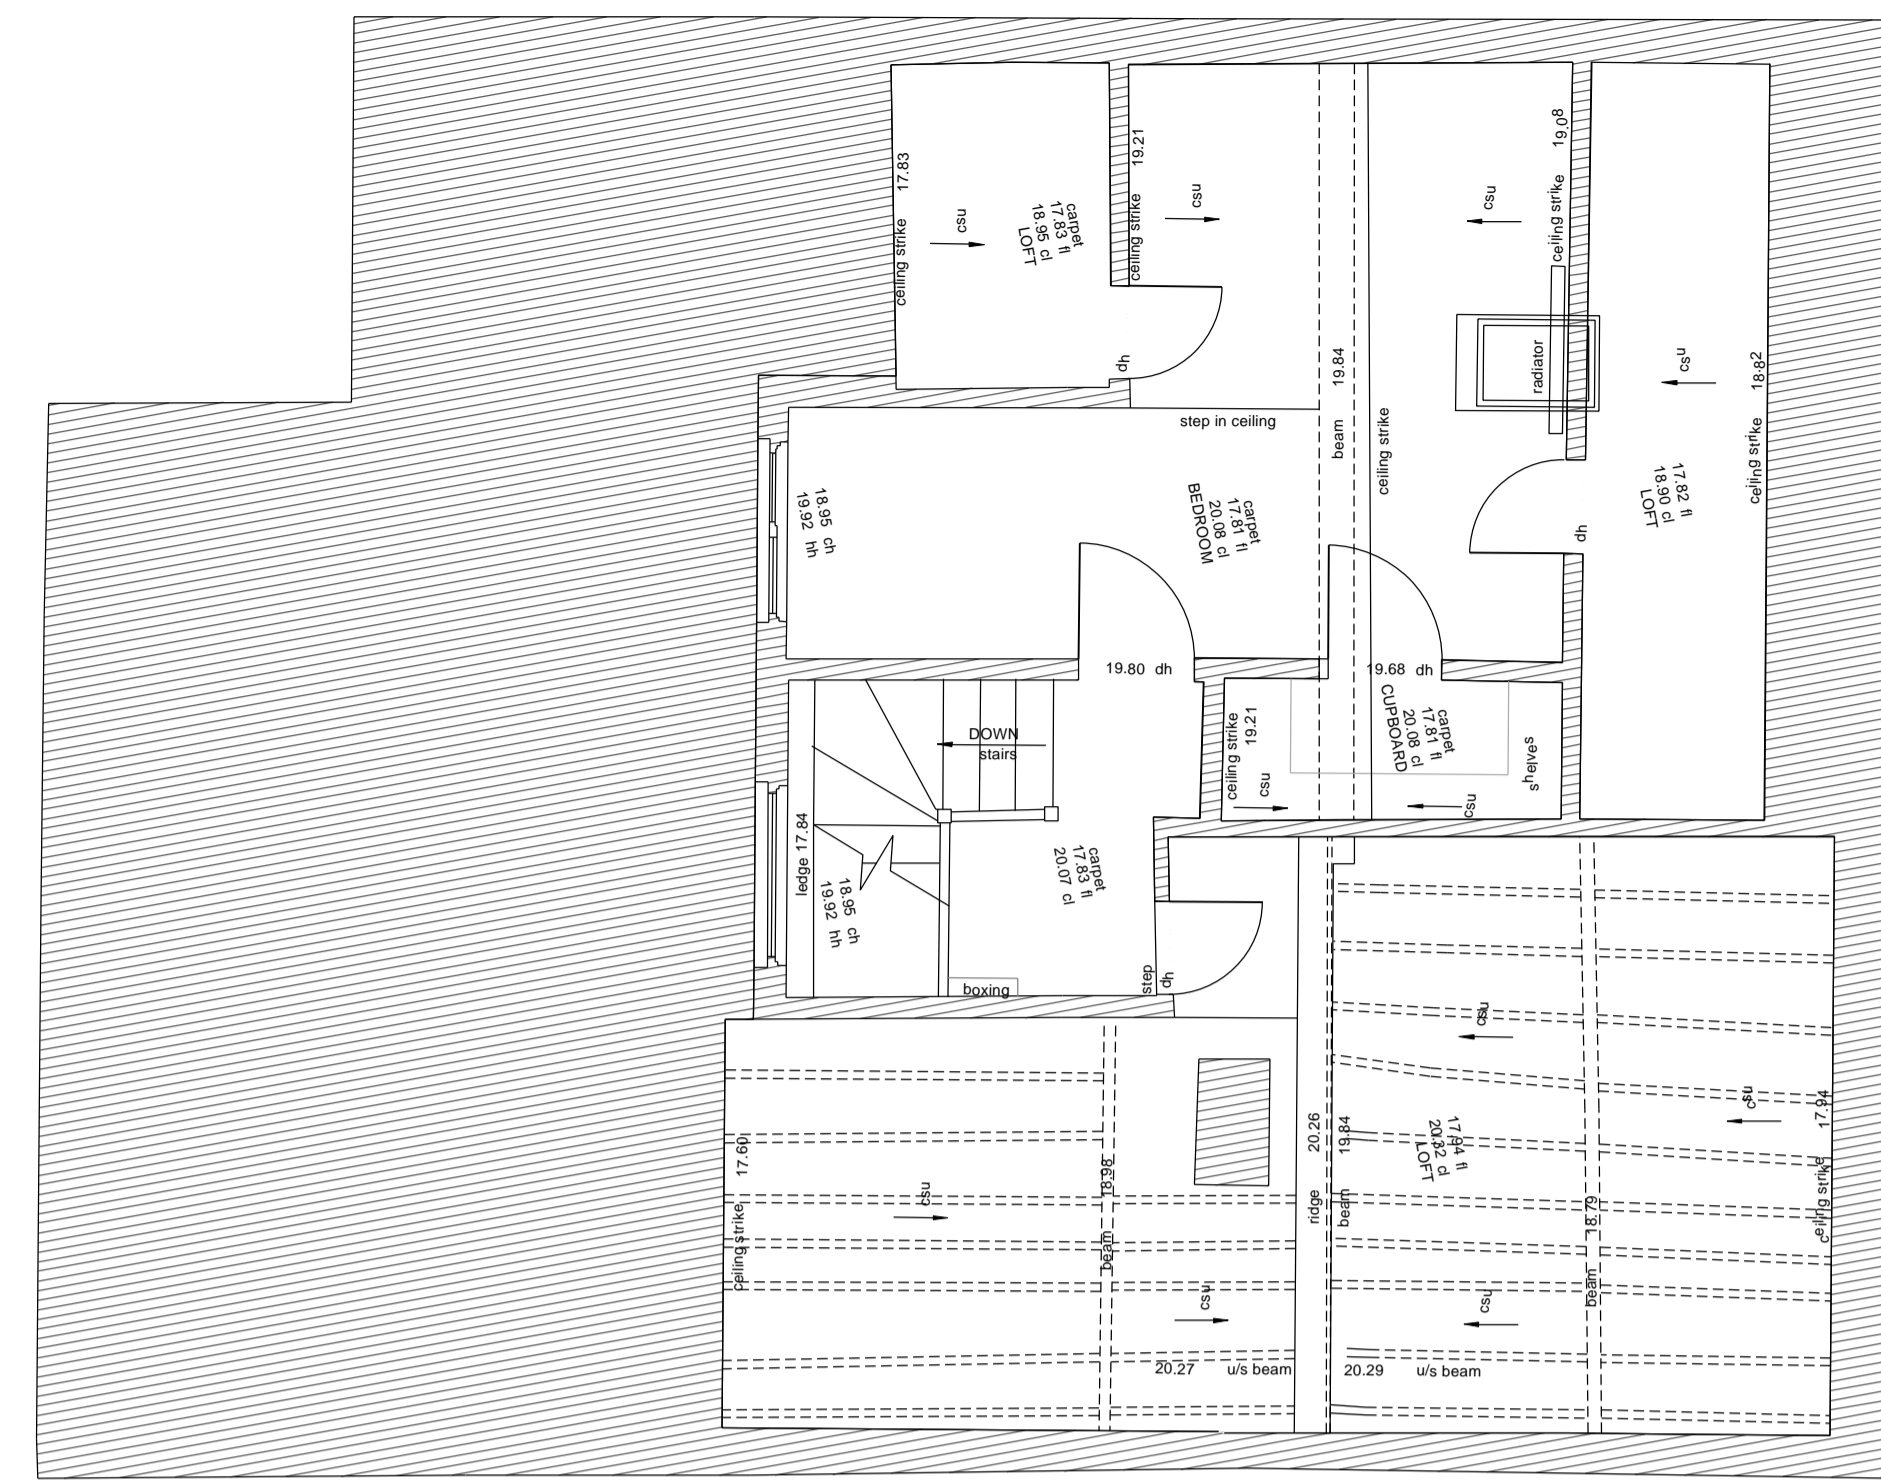 ceiling strike 17.83
csu
carpet
17.83 fl
18.95 cl
LOFT
ceiling strike 19.21
csu
dh
step in ceiling
beam 19.84
ceiling strike
csu
ceiling strike 19.08
radiator
csu
ceiling strike 18.82
17.82 fl
18.90 cl
LOFT
dh
18.95 ch
19.92 hh
carpet
17.81 fl
20.08 cl
BEDROOM
19.80 dh
19.68 dh
DOWN
stairs
ceiling strike
19.21
csu
carpet
17.81 fl
20.08 cl
CUPBOARD
csu
shelves
ledge 17.84
18.95 ch
19.92 hh
carpet
17.83 fl
20.07 cl
boxing
step
dh
ceiling strike 17.60
csu
beam 18.98
csu
20.27 u/s beam
ridge 20.26
beam 19.84
csu
17.94 fl
20.32 cl
LOFT
csu
ceiling strike 17.94
beam 18.79
csu
20.29 u/s beam